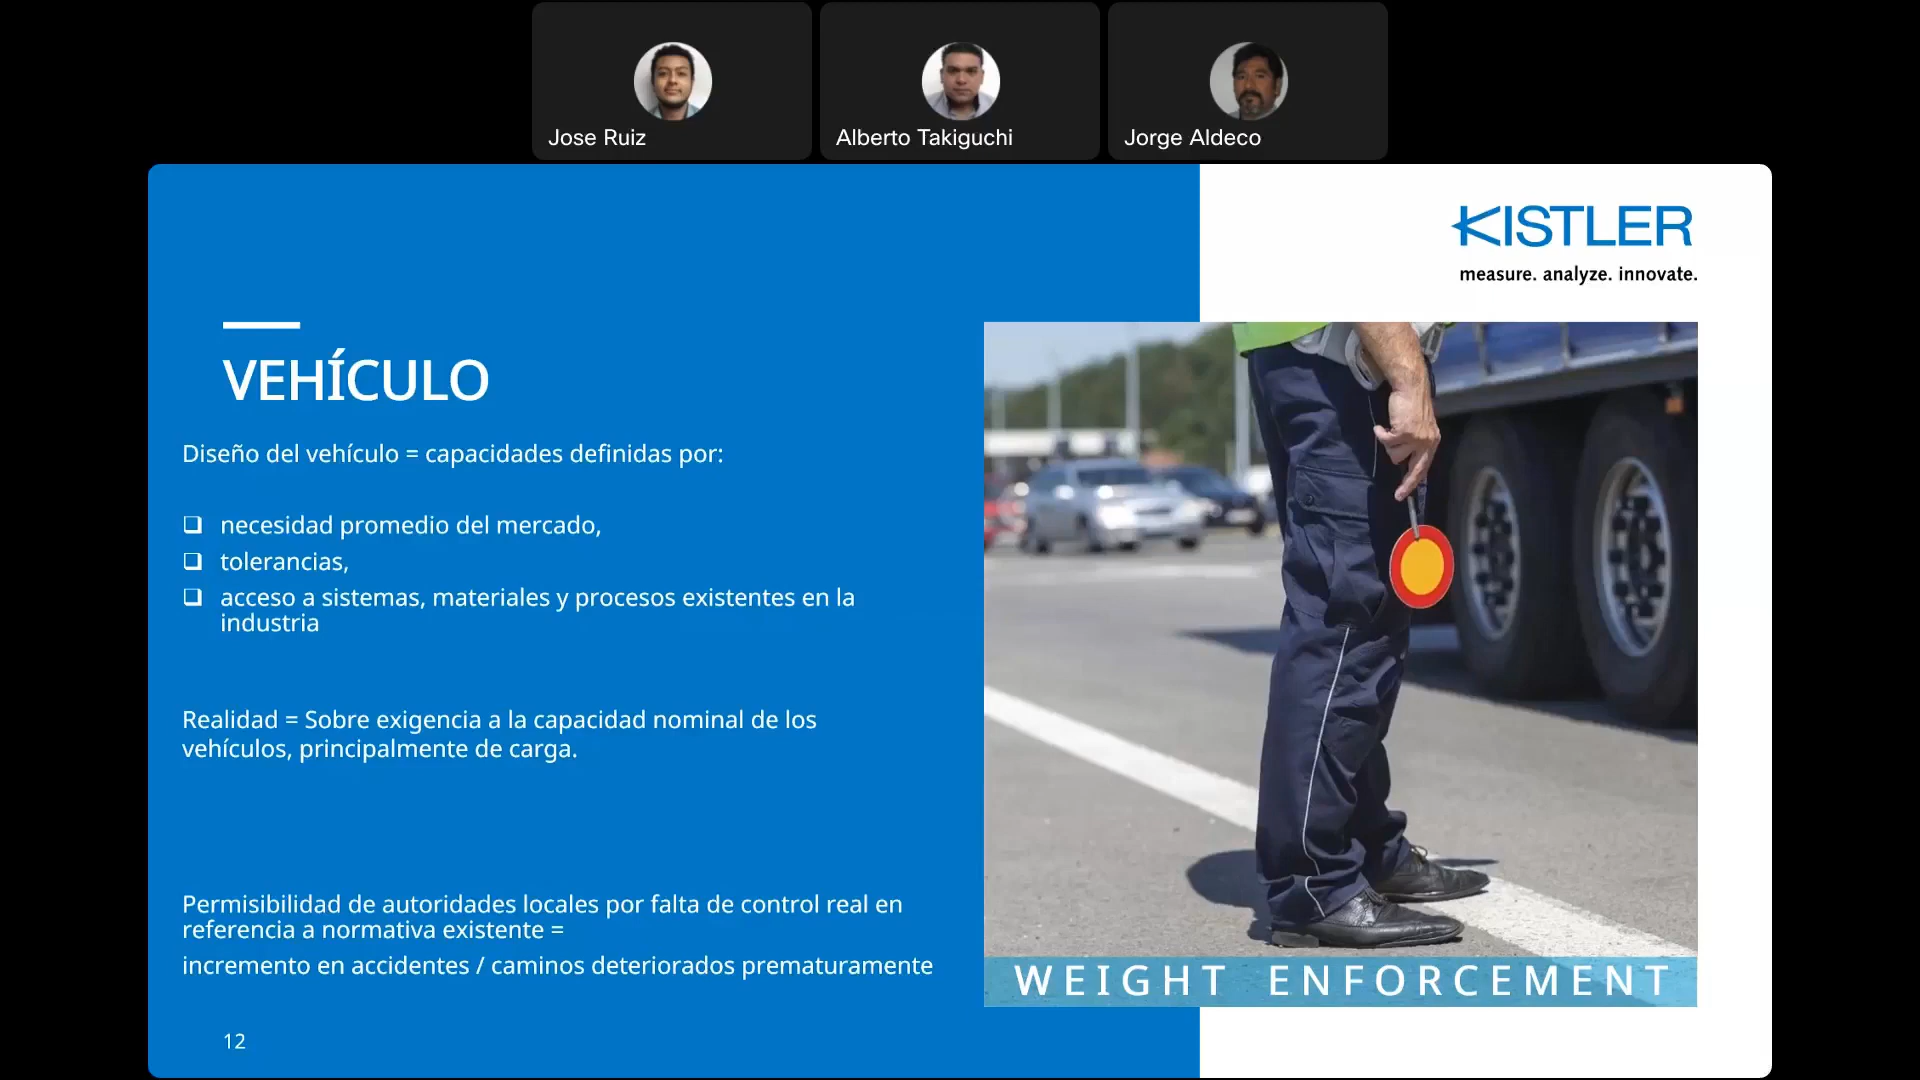 Jose Ruiz
Alberto Takiguchi
Jorge Aldeco
KISTLER
measure. analyze. innovate.
VEHÍCULO
Diseño del vehículo = capacidades definidas por:
❑ necesidad promedio del mercado,
❑ tolerancias,
❑ acceso a sistemas, materiales y procesos existentes en la
industria
Realidad = Sobre exigencia a la capacidad nominal de los
vehículos, principalmente de carga.
Permisibilidad de autoridades locales por falta de control real en
referencia a normativa existente =
incremento en accidentes / caminos deteriorados prematuramente
WEIGHT ENFORCEMENT
12